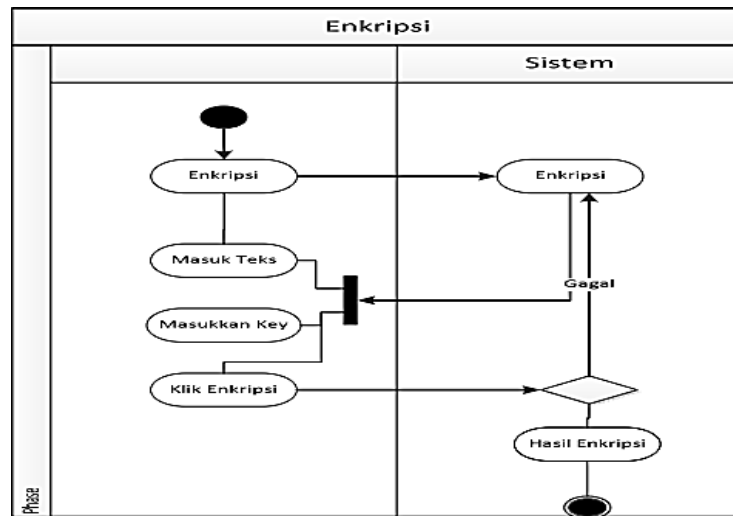 Enkripsi
Sistem
Enkripsi
Enkripsi
Masuk Teks
Gagal
Masukkan Key
Klik Enkripsi
Hasil Enkripsi
Phase